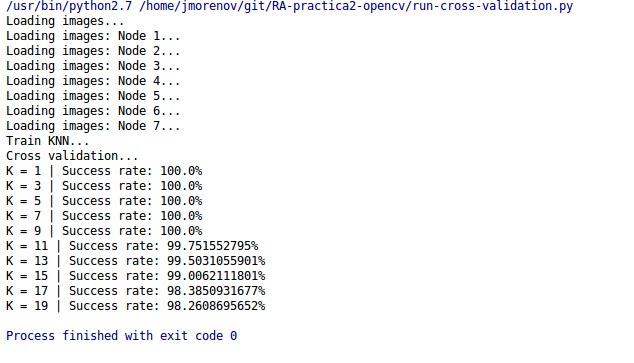 /usr/bin/python2.7 /home/jmorenov/git/RA-practica2-opencv/run-cross-validation.py
Loading images...
Loading images: Node 1...
Loading images: Node 2...
Loading images: Node 3...
Loading images: Node 4...
Loading images: Node 5...
Loading images: Node 6...
Loading images: Node 7...
Train KNN...
Cross validation...
K = 1 | Success rate: 100.0%
K = 3 | Success rate: 100.0%
K = 5 | Success rate: 100.0%
K = 7 | Success rate: 100.0%
K = 9 | Success rate: 100.0%
K = 11 | Success rate: 99.751552795%
K = 13 | Success rate: 99.5031055901%
K = 15 | Success rate: 99.0062111801%
K = 17 | Success rate: 98.3850931677%
K = 19 | Success rate: 98.2608695652%
Process finished with exit code 0